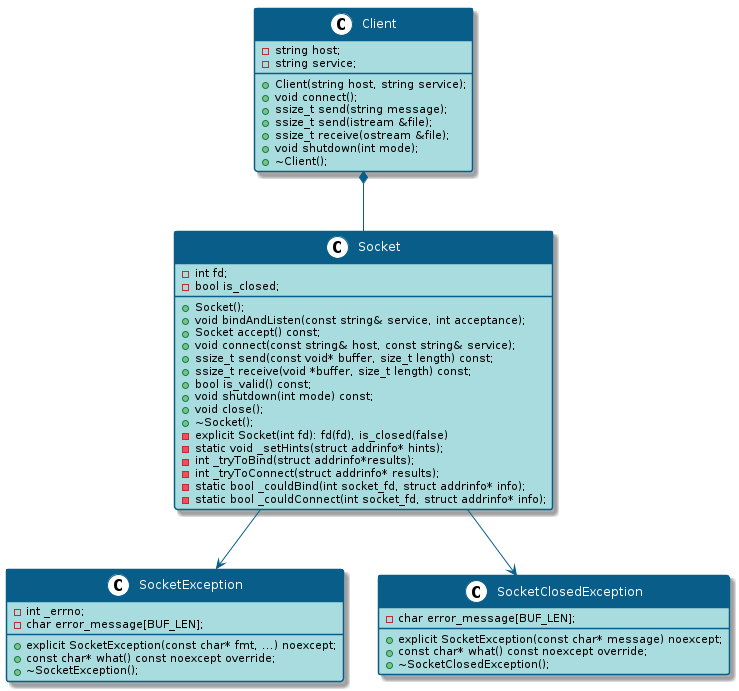 C Client
string host;
string service;
Client(string host, string service);
void connect();
ssize_t send(string message);
ssize_t send(istream &file);
ssize_t receive(ostream &file);
void shutdown(int mode);
~Client();
C Socket
int fd;
bool is_closed;
Socket();
void bindAndListen(const string& service, int acceptance);
Socket accept() const;
void connect(const string& host, const string& service);
ssize_t send(const void* buffer, size_t length) const;
ssize_t receive(void *buffer, size_t length) const;
bool is_valid() const;
void shutdown(int mode) const;
void close();
~Socket();
explicit Socket(int fd): fd(fd), is_closed(false)
static void _setHints(struct addrinfo* hints);
int _tryToBind(struct addrinfo*results);
int _tryToConnect(struct addrinfo* results);
static bool _couldBind(int socket_fd, struct addrinfo* info);
static bool _couldConnect(int socket_fd, struct addrinfo* info);
C SocketException
int _errno;
char error_message[BUF_LEN];
explicit SocketException(const char* fmt, ...) noexcept;
const char* what() const noexcept override;
~SocketException();
C SocketClosedException
char error_message[BUF_LEN];
explicit SocketException(const char* message) noexcept;
const char* what() const noexcept override;
~SocketClosedException();